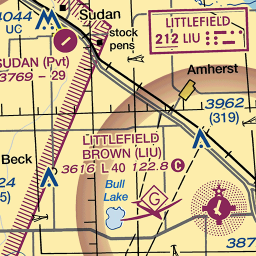 4044
UC
Sudan
stock
pens
LITTLEFIELD
212 LIU
SUDAN (Pvt)
3769 - 29
Amherst
3962
(319)
LITTLEFIELD
BROWN (LIU)
3616 L 40 122.8 C
Beck
Bull
Lake
G
24
5)
387